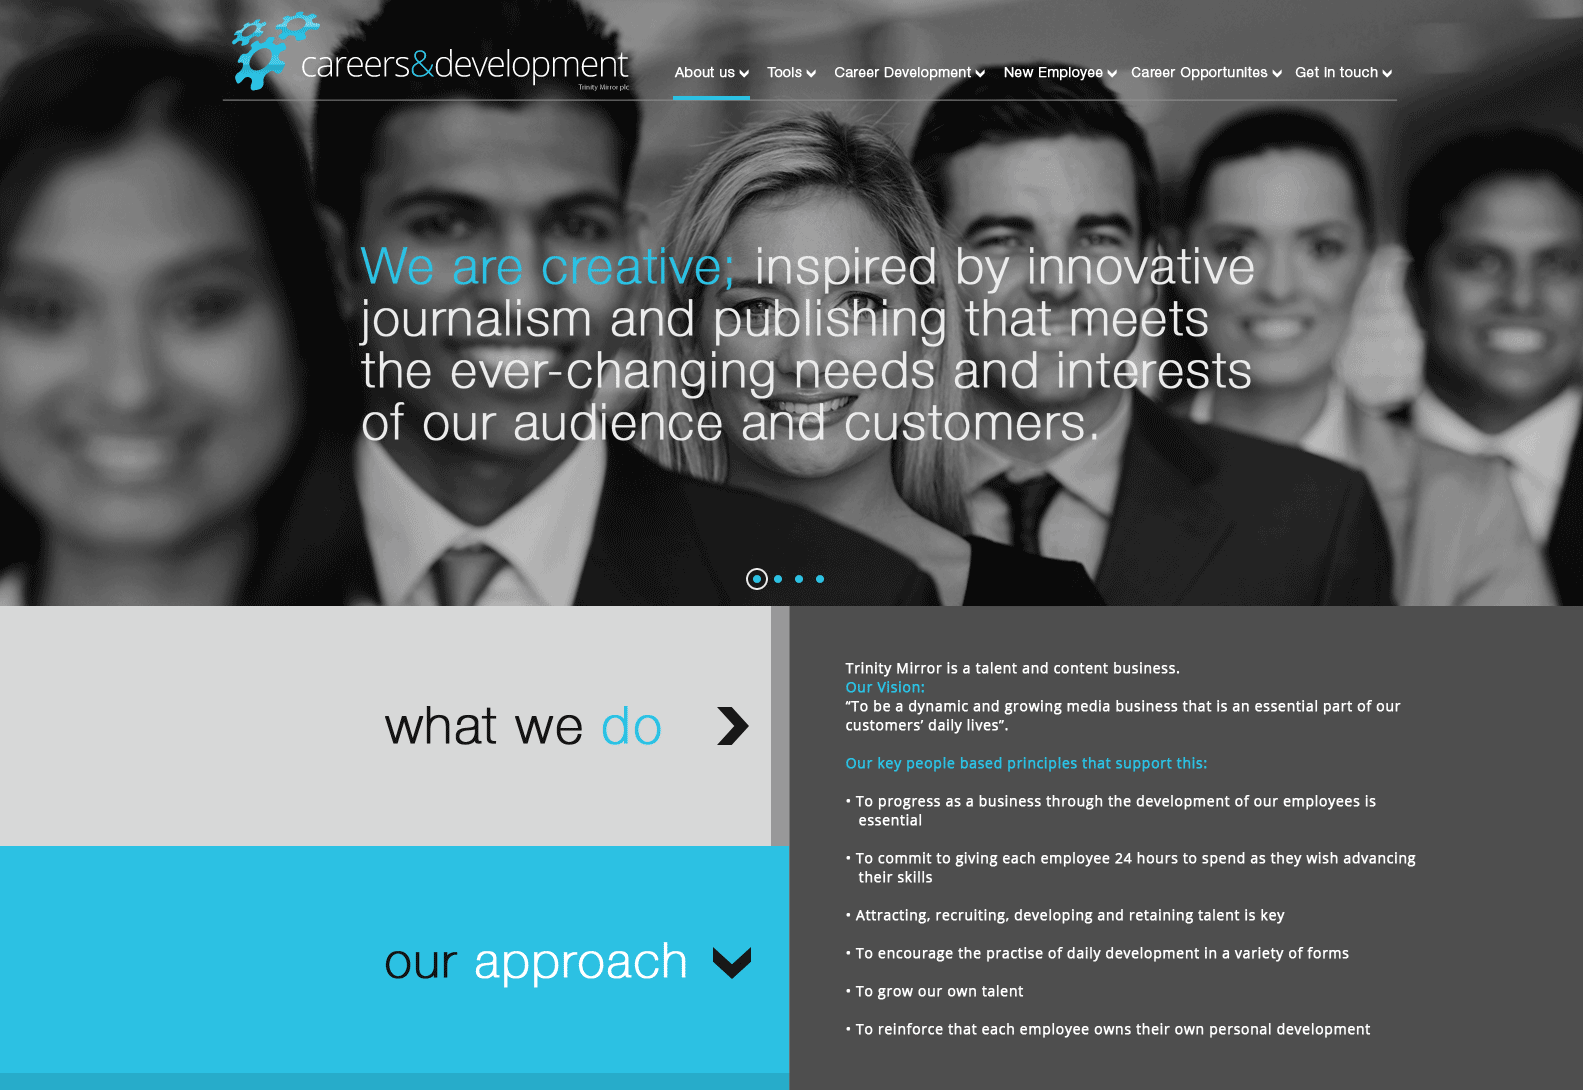 careers&development
Trinity Mirror plc
About us
Tools
Career Development
New Employee
Career Opportunites
Get in touch
We are creative; inspired by innovative
journalism and publishing that meets
the ever-changing needs and interests
of our audience and customers.
what we do
our approach
Trinity Mirror is a talent and content business.
Our Vision:
“To be a dynamic and growing media business that is an essential part of our
customers’ daily lives”.
Our key people based principles that support this:
• To progress as a business through the development of our employees is
essential
• To commit to giving each employee 24 hours to spend as they wish advancing
their skills
• Attracting, recruiting, developing and retaining talent is key
• To encourage the practise of daily development in a variety of forms
• To grow our own talent
• To reinforce that each employee owns their own personal development